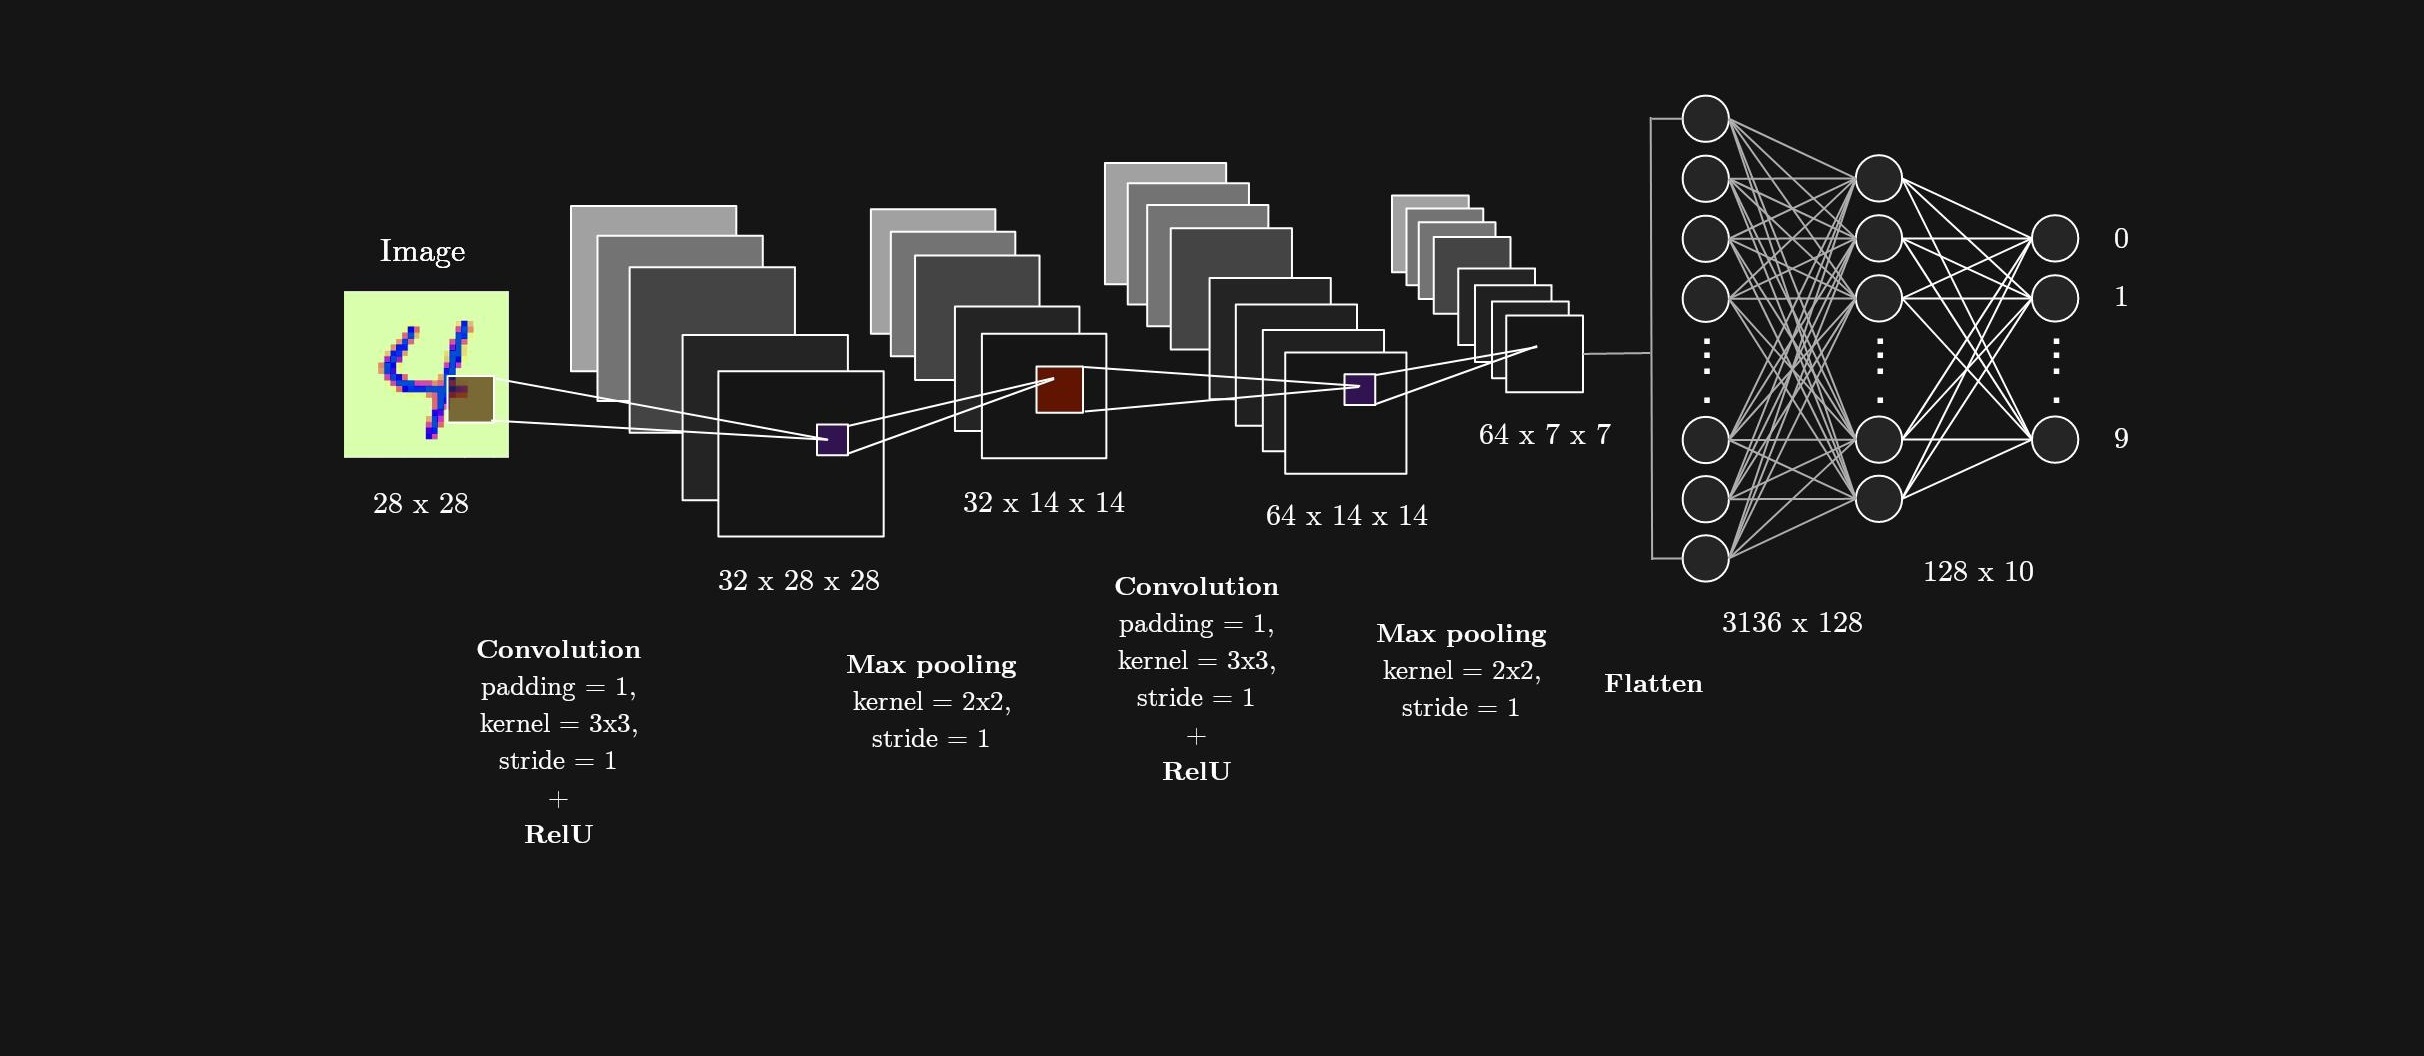 Image
28 x 28
32 x 28 x 28
Convolution
padding = 1,
kernel = 3x3,
stride = 1
+
RelU
32 x 14 x 14
Max pooling
kernel = 2x2,
stride = 1
64 x 14 x 14
Convolution
padding = 1,
kernel = 3x3,
stride = 1
+
RelU
64 x 7 x 7
Max pooling
kernel = 2x2,
stride = 1
Flatten
3136 x 128
128 x 10
0
1
9